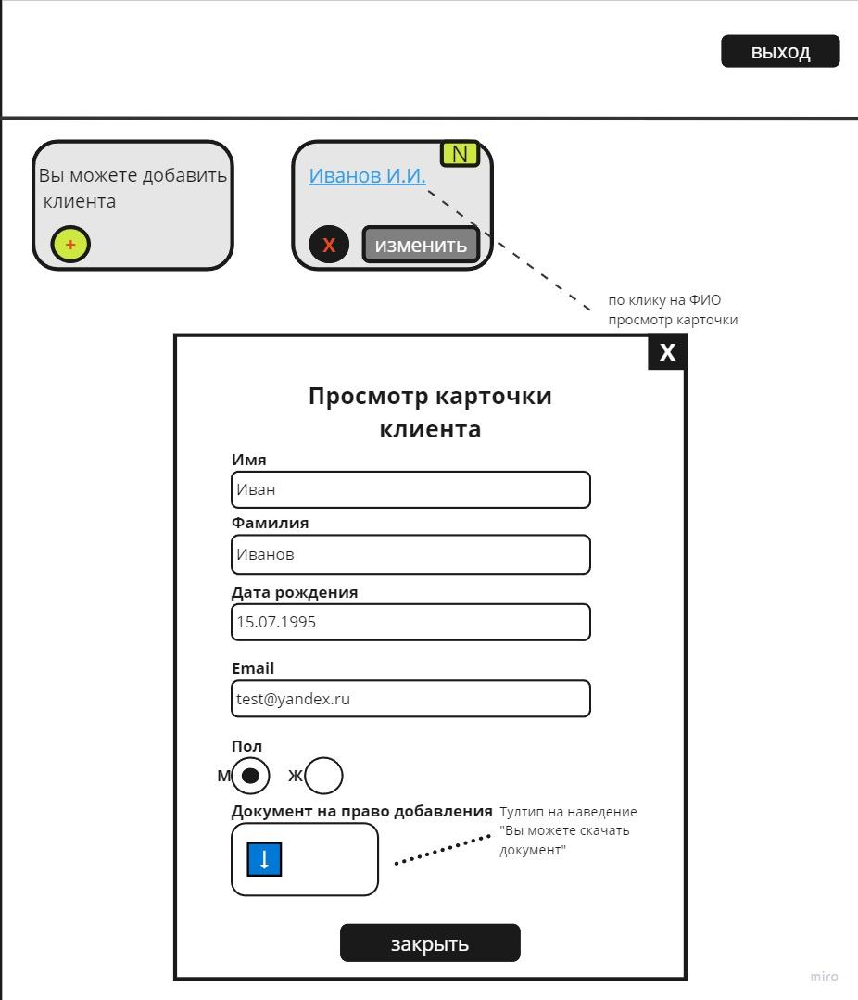 выход
Вы можете добавить
клиента
+
N
Иванов И.И.
X
изменить
по клику на ФИО
просмотр карточки
X
Просмотр карточки
клиента
Имя
Иван
Фамилия
Иванов
Дата рождения
15.07.1995
Email
test@yandex.ru
Пол
М Ж
Документ на право добавления
Тултип на наведение
"Вы можете скачать
документ"
закрыть
miro